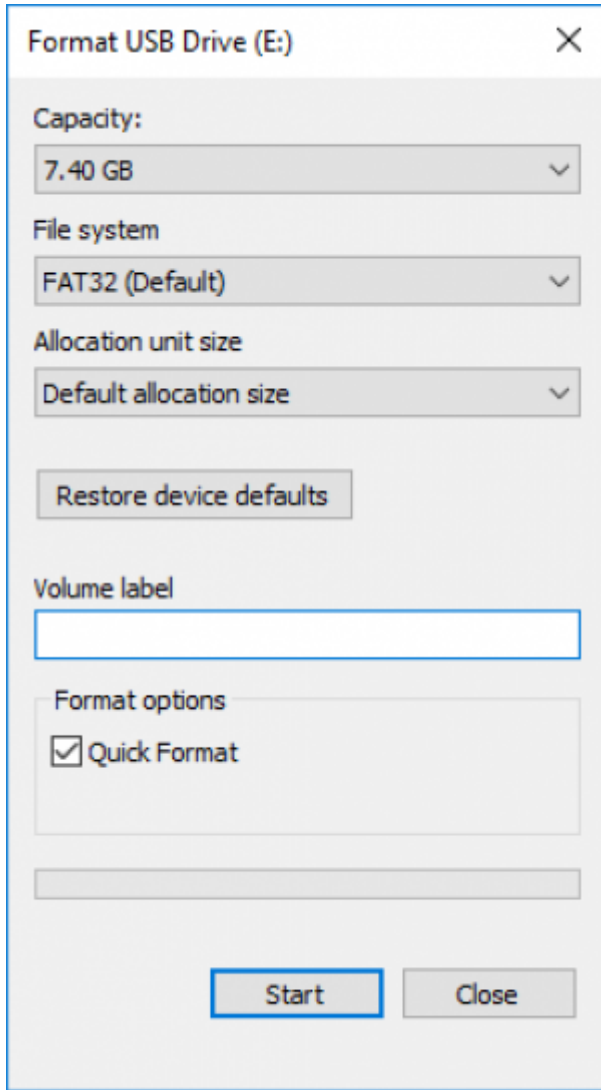 Format USB Drive (E:)
Capacity:
7.40 GB
File system
FAT32 (Default)
Allocation unit size
Default allocation size
Restore device defaults
Volume label
Format options
Quick Format
Start
Close